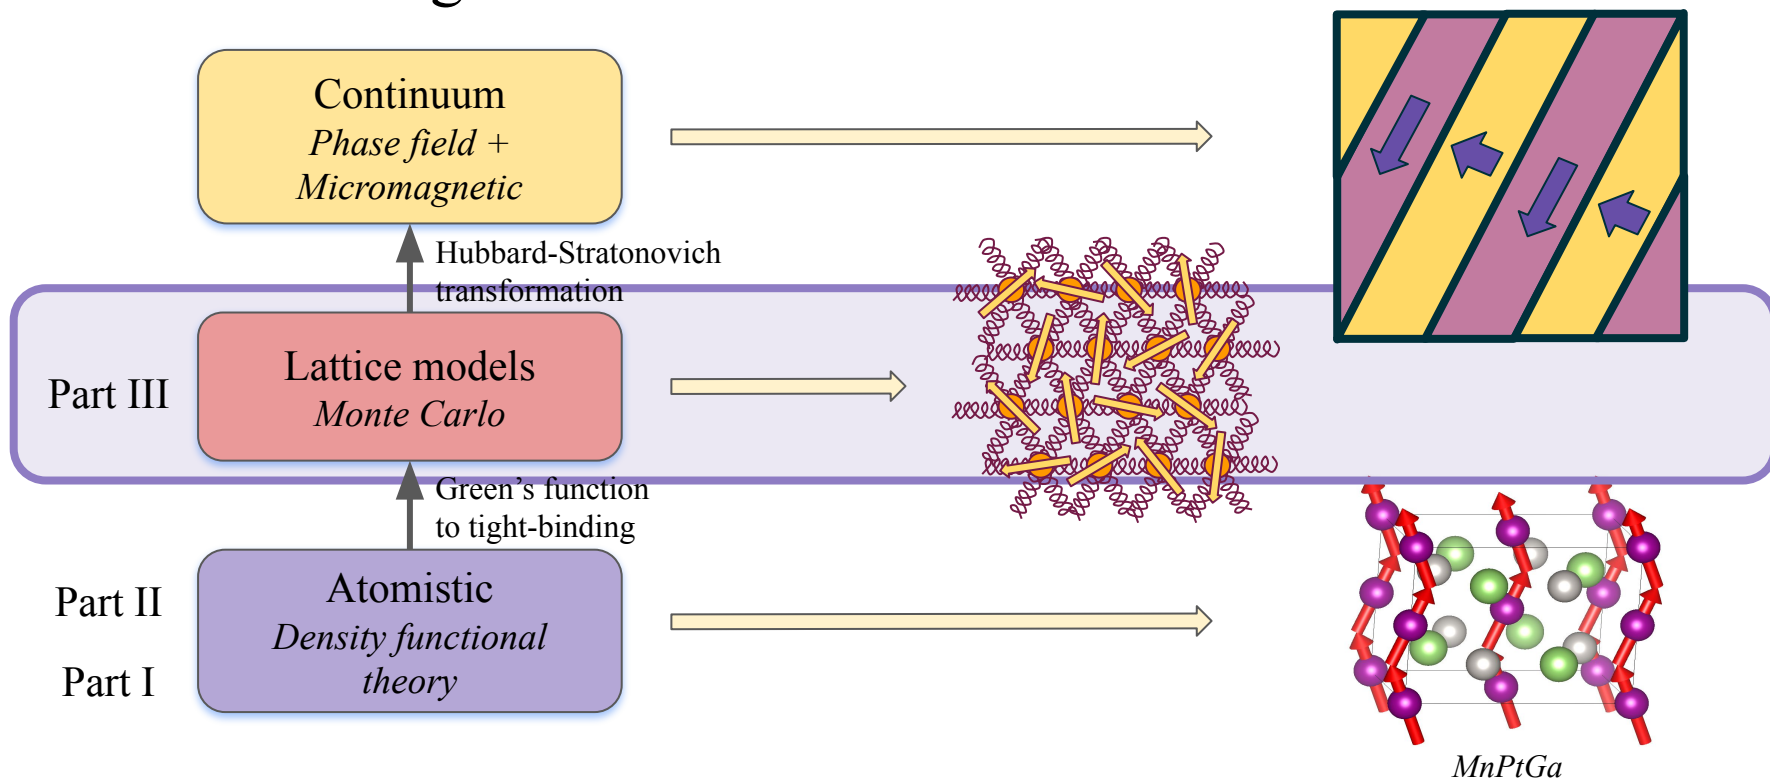 Continuum
Phase field +
Micromagnetic
Hubbard-Stratonovich
transformation
Part III
Lattice models
Monte Carlo
Green's function
to tight-binding
Part II
Part I
Atomistic
Density functional
theory
MnPtGa